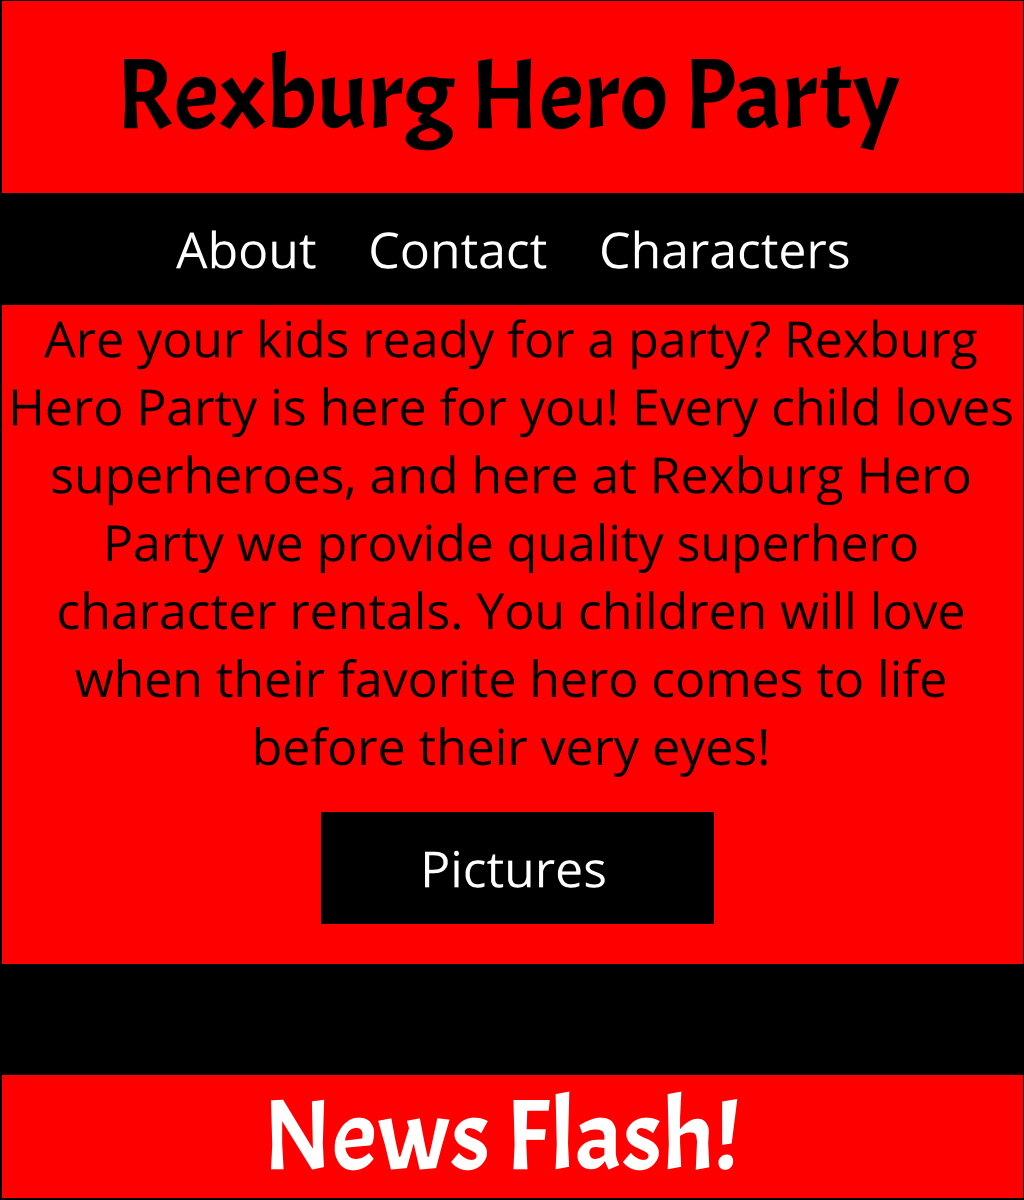 Rexburg Hero Party
About Contact Characters
Are your kids ready for a party? Rexburg
Hero Party is here for you! Every child loves
superheroes, and here at Rexburg Hero
Party we provide quality superhero
character rentals. You children will love
when their favorite hero comes to life
before their very eyes!
Pictures
News Flash!